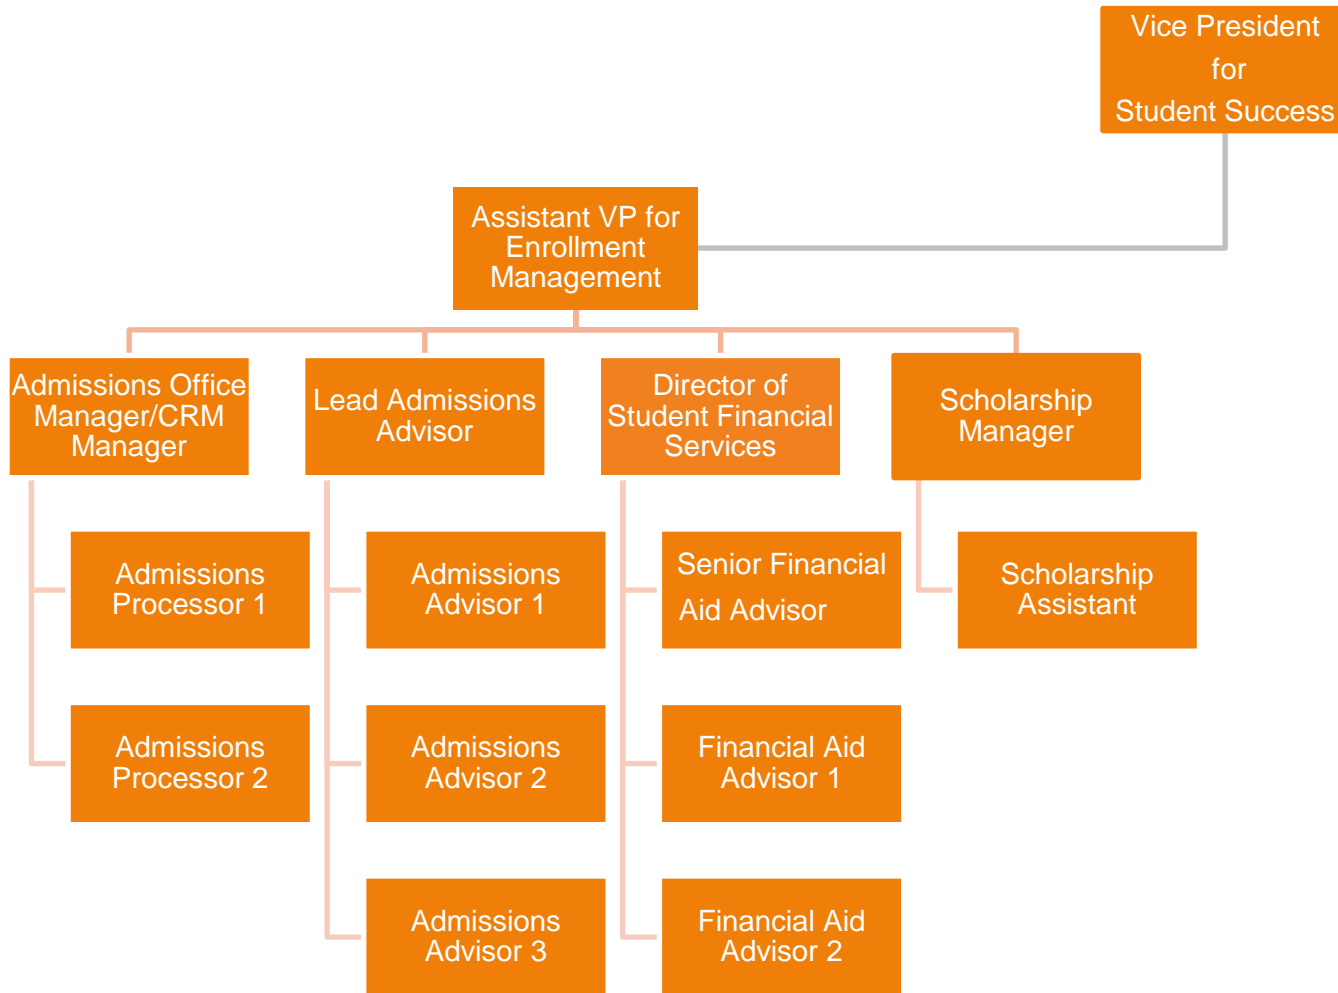 Vice President
for
Student Success
Assistant VP for
Enrollment
Management
Admissions Office
Manager/CRM
Manager
Lead Admissions
Advisor
Director of
Student Financial
Services
Scholarship
Manager
Admissions
Processor 1
Admissions
Advisor 1
Senior Financial
Aid Advisor
Scholarship
Assistant
Admissions
Processor 2
Admissions
Advisor 2
Financial Aid
Advisor 1
Admissions
Advisor 3
Financial Aid
Advisor 2